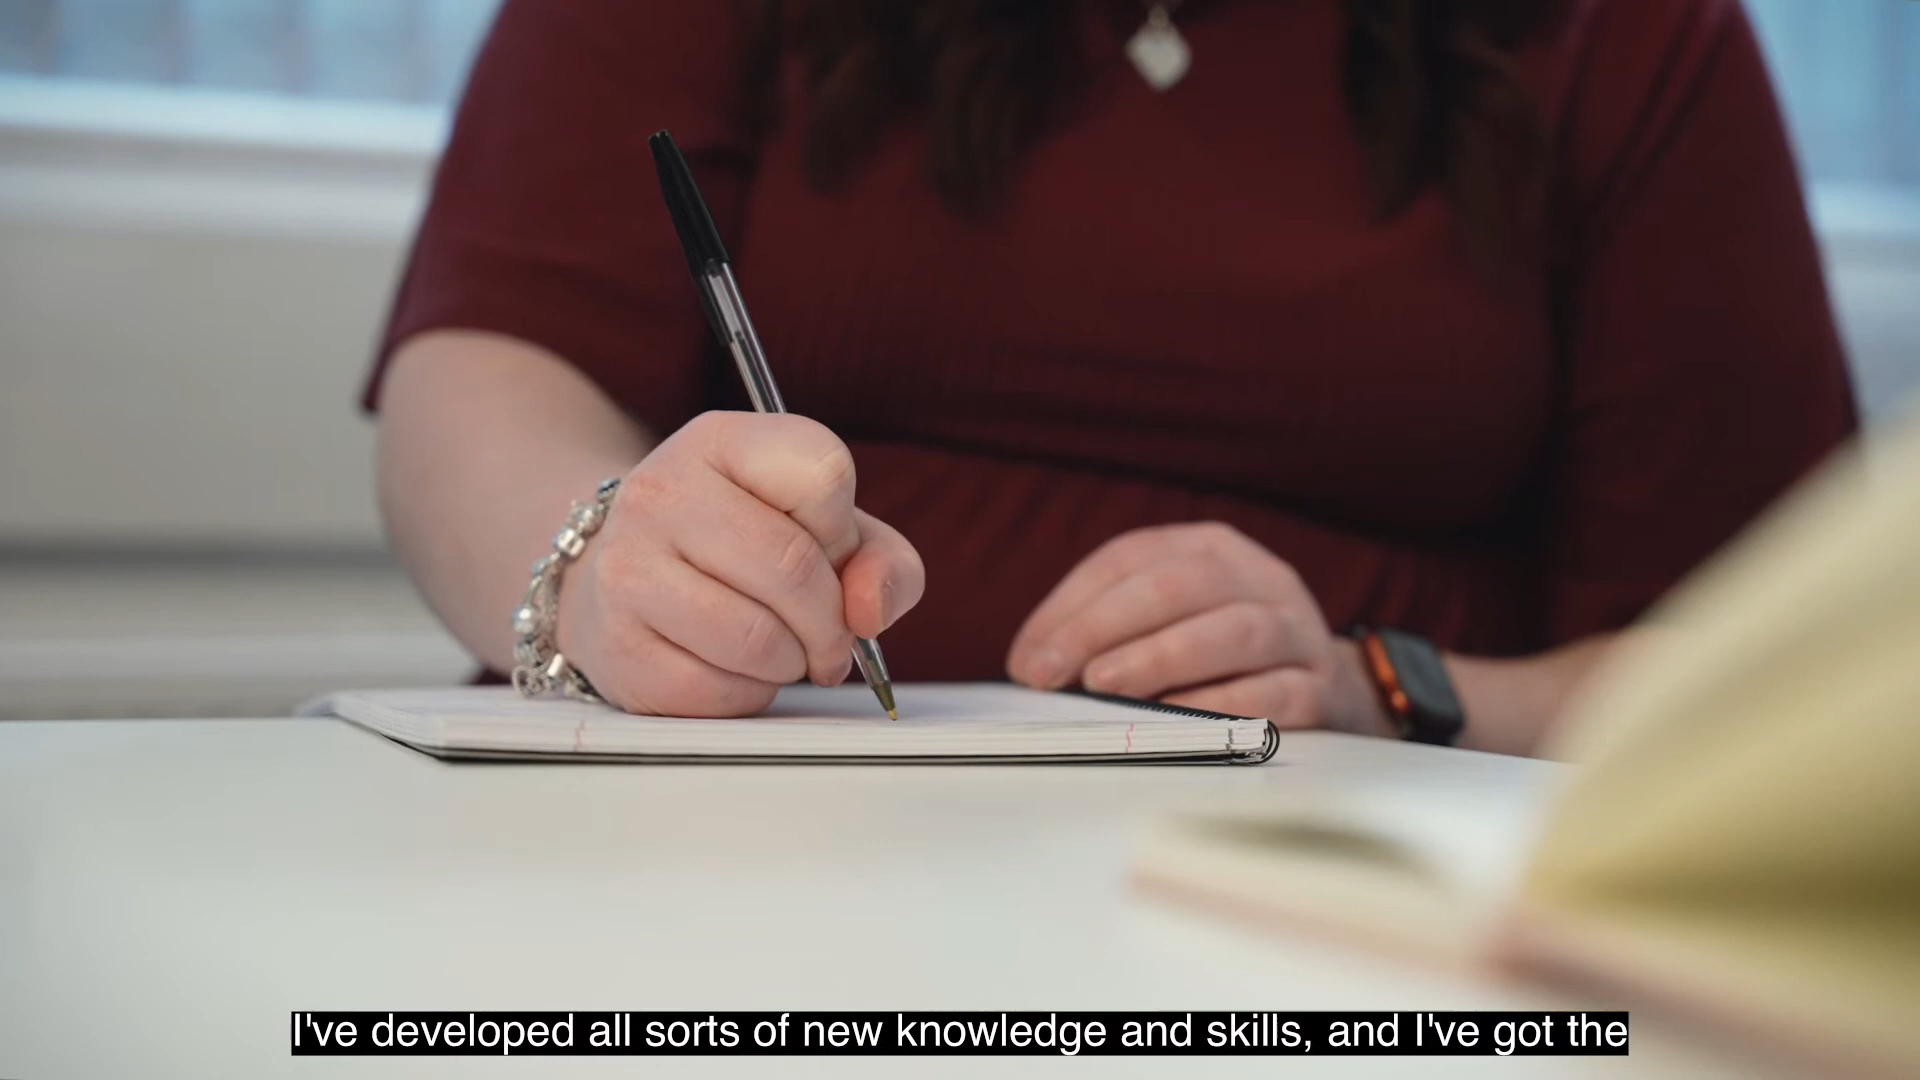 I've developed all sorts of new knowledge and skills, and I've got the